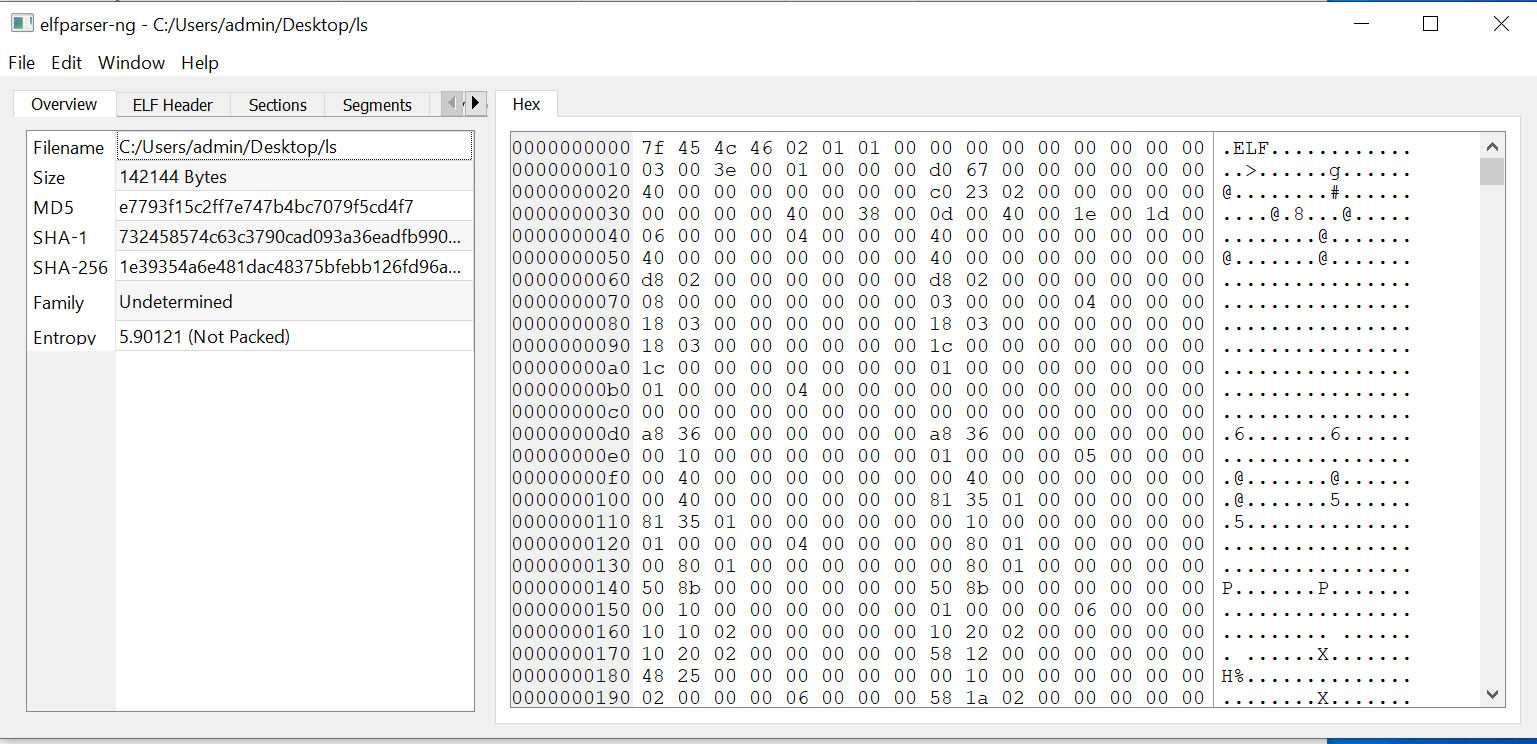 elfparser-ng - C:/Users/admin/Desktop/ls
File Edit Window Help
Overview ELF Header Sections Segments
Filename C:/Users/admin/Desktop/ls
Size 142144 Bytes
MD5 e7793f15c2ff7e747b4bc7079f5cd4f7
SHA-1 732458574c63c3790cad093a36eadfb990...
SHA-256 1e39354a6e481dac48375bfebb126fd96a...
Family Undetermined
Entropy 5.90121 (Not Packed)
Hex
0000000000 7f 45 4c 46 02 01 01 00 00 00 00 00 00 00 00 00 .ELF............
0000000010 03 00 3e 00 01 00 00 00 d0 67 00 00 00 00 00 00 ..>......g......
0000000020 40 00 00 00 00 00 00 00 c0 23 02 00 00 00 00 00 @........#......
0000000030 00 00 00 00 40 00 38 00 0d 00 40 00 1e 00 1d 00 ....@.8...@.....
0000000040 06 00 00 00 04 00 00 00 40 00 00 00 00 00 00 00 ........@.......
0000000050 40 00 00 00 00 00 00 00 40 00 00 00 00 00 00 00 @.......@.......
0000000060 d8 02 00 00 00 00 00 00 d8 02 00 00 00 00 00 00 ................
0000000070 08 00 00 00 00 00 00 00 03 00 00 00 04 00 00 00 ................
0000000080 18 03 00 00 00 00 00 00 18 03 00 00 00 00 00 00 ................
0000000090 18 03 00 00 00 00 00 00 1c 00 00 00 00 00 00 00 ................
00000000a0 1c 00 00 00 00 00 00 00 01 00 00 00 00 00 00 00 ................
00000000b0 01 00 00 00 04 00 00 00 00 00 00 00 00 00 00 00 ................
00000000c0 00 00 00 00 00 00 00 00 00 00 00 00 00 00 00 00 ................
00000000d0 a8 36 00 00 00 00 00 00 a8 36 00 00 00 00 00 00 .6.......6......
00000000e0 00 10 00 00 00 00 00 00 01 00 00 00 05 00 00 00 ................
00000000f0 00 40 00 00 00 00 00 00 00 40 00 00 00 00 00 00 .@.......@......
0000000100 00 40 00 00 00 00 00 00 81 35 01 00 00 00 00 00 .@.......5......
0000000110 81 35 01 00 00 00 00 00 00 10 00 00 00 00 00 00 .5..............
0000000120 01 00 00 00 04 00 00 00 00 80 01 00 00 00 00 00 ................
0000000130 00 80 01 00 00 00 00 00 00 80 01 00 00 00 00 00 ................
0000000140 50 8b 00 00 00 00 00 00 50 8b 00 00 00 00 00 00 P.......P.......
0000000150 00 10 00 00 00 00 00 00 01 00 00 00 06 00 00 00 ................
0000000160 10 10 02 00 00 00 00 00 10 20 02 00 00 00 00 00 ......... ......
0000000170 10 20 02 00 00 00 00 00 58 12 00 00 00 00 00 00 . ......X.......
0000000180 48 25 00 00 00 00 00 00 00 10 00 00 00 00 00 00 H%..............
0000000190 02 00 00 00 06 00 00 00 58 1a 02 00 00 00 00 00 ........X.......